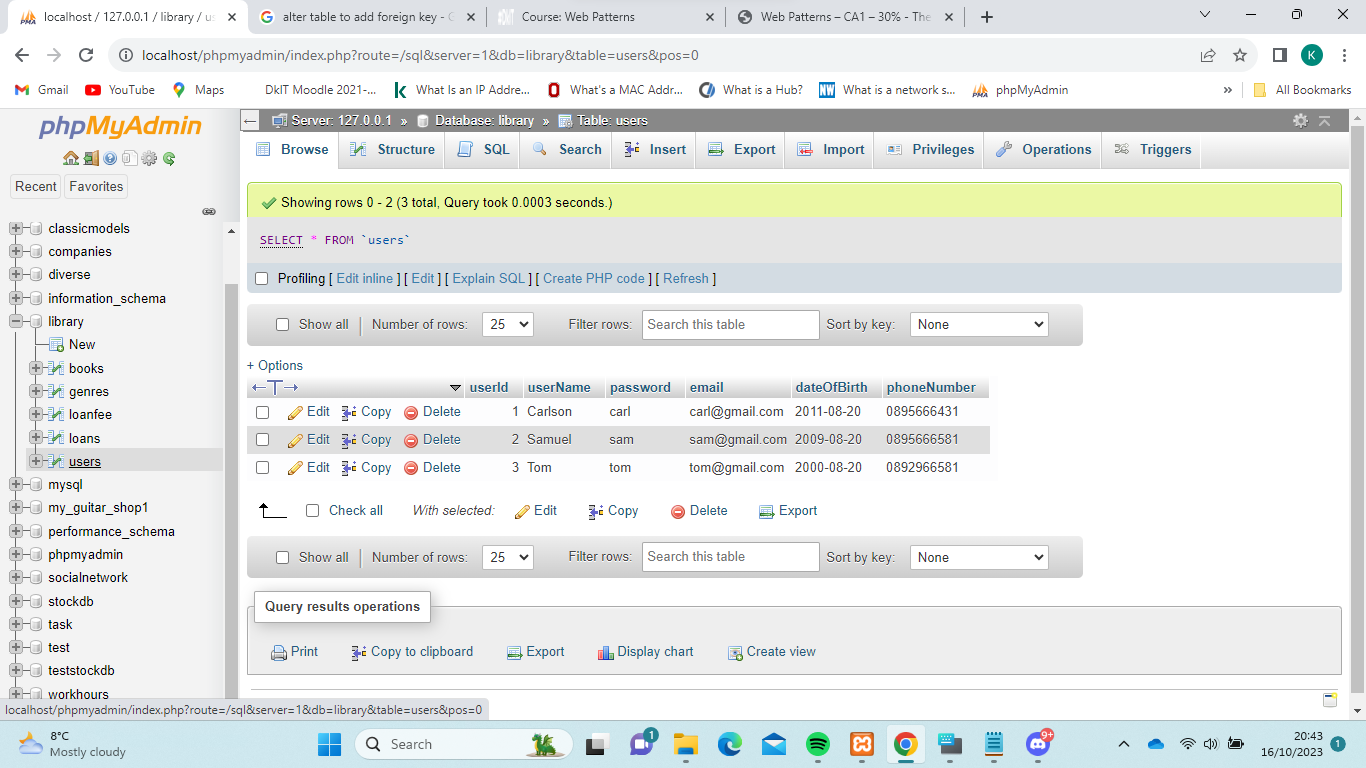 localhost / 127.0.0.1 / library / us
alter table to add foreign key - G
Course: Web Patterns
Web Patterns – CA1 – 30% - The
localhost/phpmyadmin/index.php?route=/sql&server=1&db=library&table=users&pos=0
K
Gmail YouTube Maps DkIT Moodle 2021-... What Is an IP Addre... What's a MAC Addr... What is a Hub? What is a network s... phpMyAdmin » All Bookmarks
phpMyAdmin
Recent Favorites
classicmodels
companies
diverse
information_schema
library
New
books
genres
loanfee
loans
users
mysql
my_guitar_shop1
performance_schema
phpmyadmin
socialnetwork
stockdb
task
test
teststockdb
workhours
Server: 127.0.0.1 » Database: library » Table: users
Browse Structure SQL Search Insert Export Import Privileges Operations Triggers
Showing rows 0 - 2 (3 total, Query took 0.0003 seconds.)
SELECT * FROM `users`
Profiling [ Edit inline ] [ Edit ] [ Explain SQL ] [ Create PHP code ] [ Refresh ]
Show all Number of rows: 25 Filter rows: Search this table Sort by key: None
+ Options
userId userName password email dateOfBirth phoneNumber
Edit Copy Delete 1 Carlson carl carl@gmail.com 2011-08-20 0895666431
Edit Copy Delete 2 Samuel sam sam@gmail.com 2009-08-20 0895666581
Edit Copy Delete 3 Tom tom tom@gmail.com 2000-08-20 0892966581
Check all With selected: Edit Copy Delete Export
Show all Number of rows: 25 Filter rows: Search this table Sort by key: None
Query results operations
Print Copy to clipboard Export Display chart Create view
localhost/phpmyadmin/index.php?route=/sql&server=1&db=library&table=users&pos=0
8°C
Mostly cloudy
Search
1
9+
20:43
16/10/2023
1